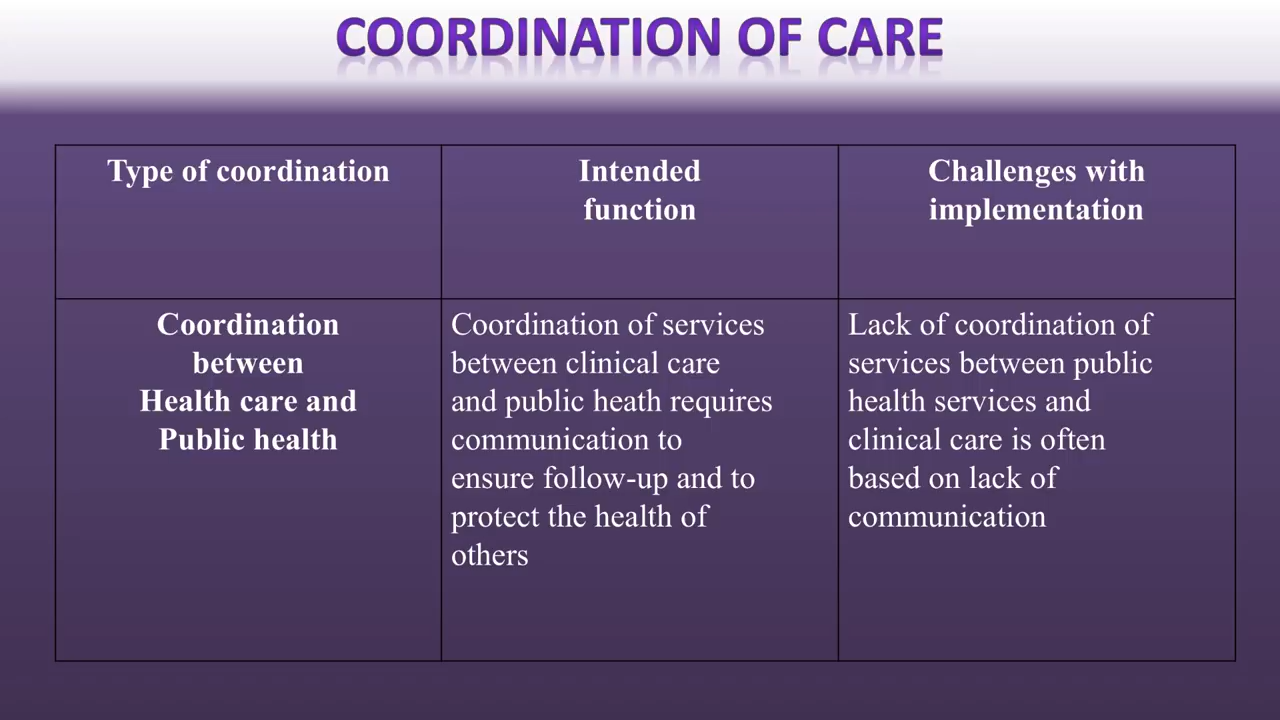 COORDINATION OF CARE
Type of coordination
Intended
function
Challenges with
implementation
Coordination
between
Health care and
Public health
Coordination of services
between clinical care
and public heath requires
communication to
ensure follow-up and to
protect the health of
others
Lack of coordination of
services between public
health services and
clinical care is often
based on lack of
communication